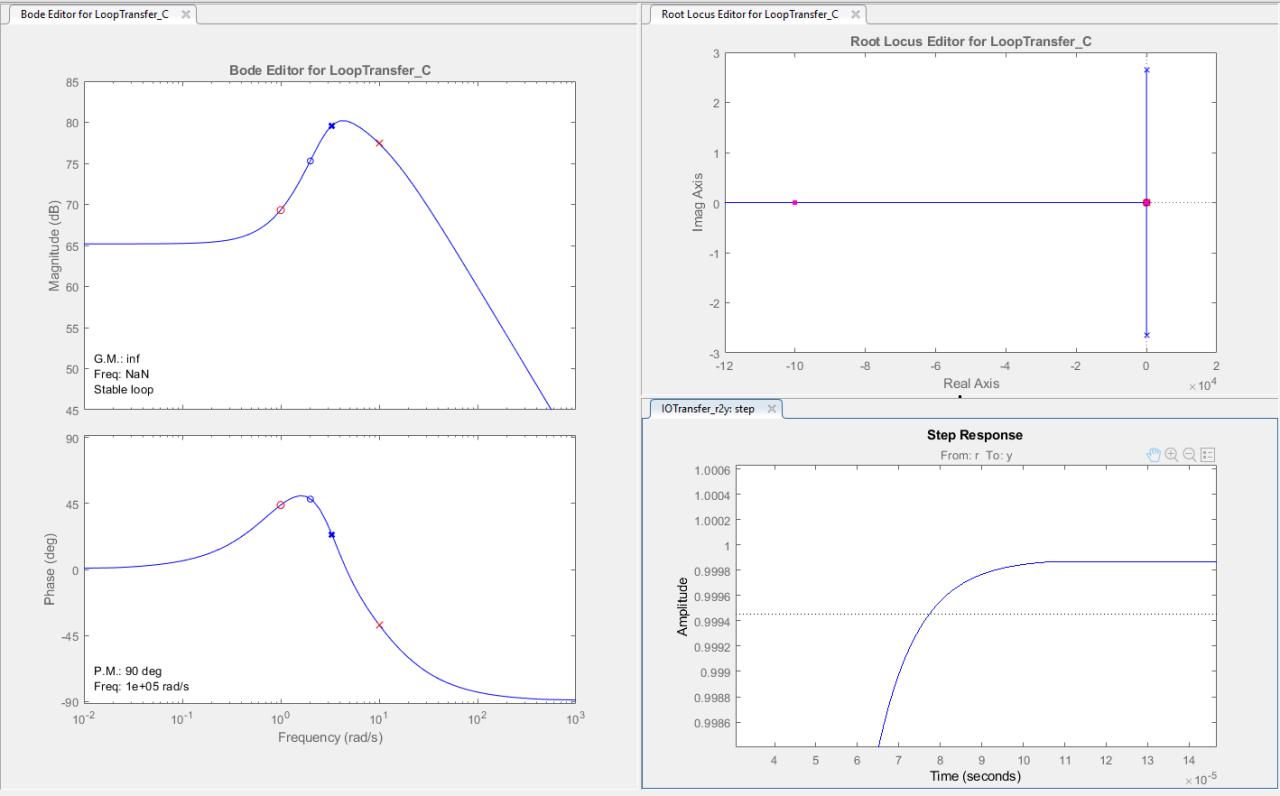 Bode Editor for LoopTransfer_C
Bode Editor for LoopTransfer_C
85
80
75
70
65
60
55
50
45
Magnitude (dB)
G.M.: inf
Freq: NaN
Stable loop
90
45
0
-45
-90
Phase (deg)
P.M.: 90 deg
Freq: 1e+05 rad/s
10^-2 10^-1 10^0 10^1 10^2 10^3
Frequency (rad/s)
Root Locus Editor for LoopTransfer_C
Root Locus Editor for LoopTransfer_C
3
2
1
0
-1
-2
-3
Imag Axis
-12 -10 -8 -6 -4 -2 0 2
Real Axis
×10^4
IOTransfer_r2y: step
Step Response
From: r To: y
1.0006
1.0004
1.0002
1
0.9998
0.9996
0.9994
0.9992
0.999
0.9988
0.9986
Amplitude
4 5 6 7 8 9 10 11 12 13 14
Time (seconds)
×10^-5